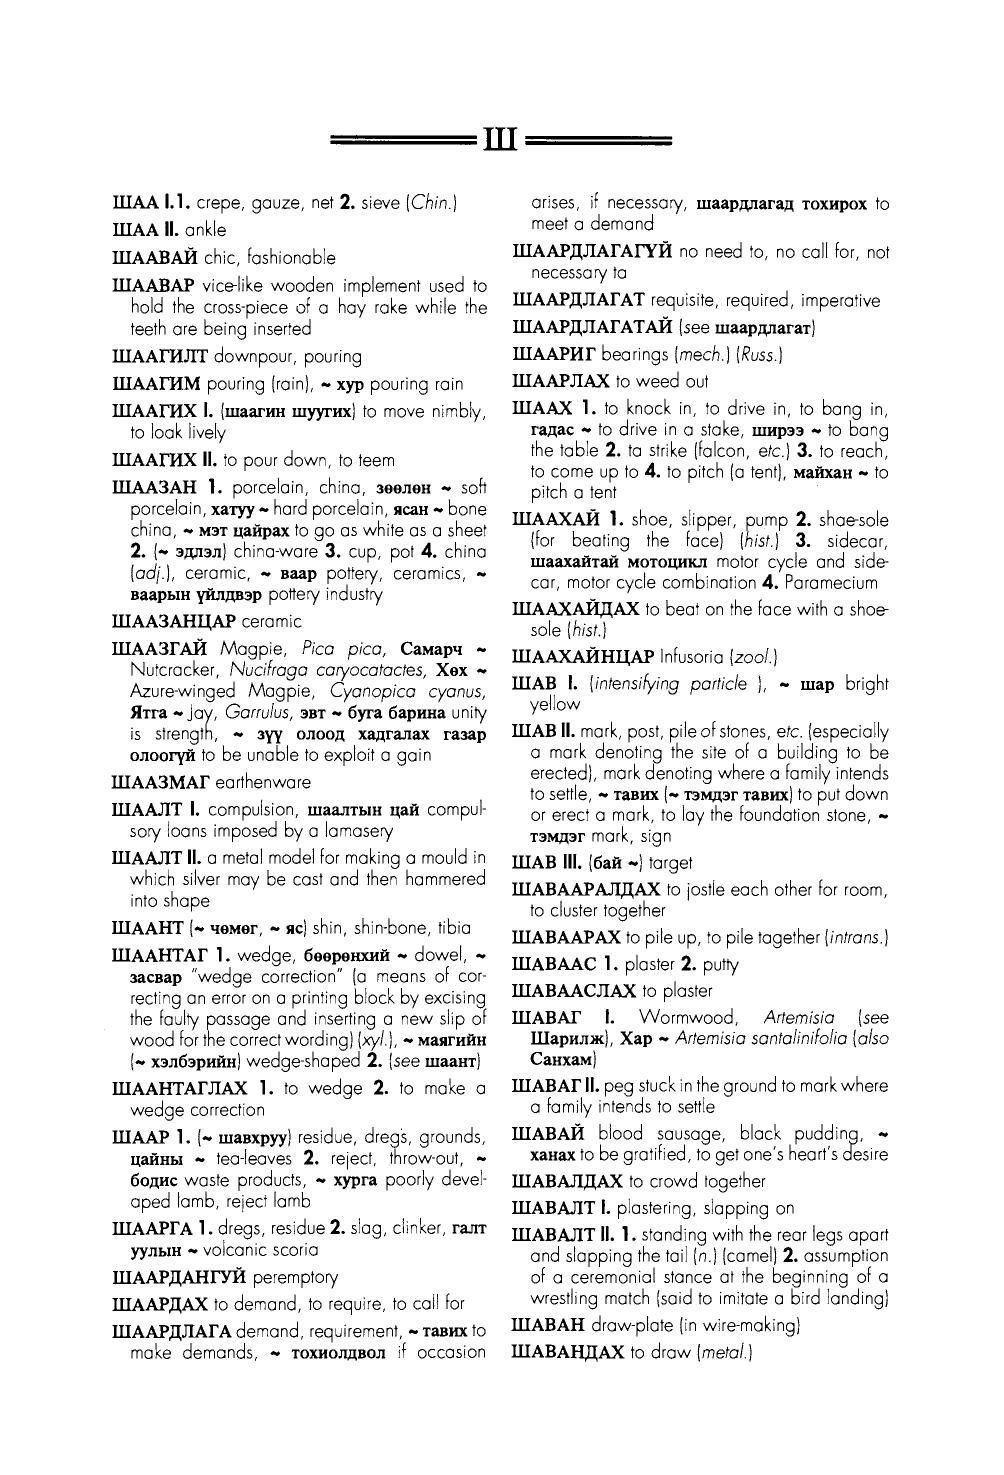 Ш
ШАА I.1. crepe, gauze, net 2. sieve (Chin.)
ШАА II. ankle
ШААВАЙ chic, fashionable
ШААВАР vice-like wooden implement used to
hold the cross-piece of a hay rake while the
teeth are being inserted
ШААГИЛТ downpour, pouring
ШААГИМ pouring (rain), ~ хур pouring rain
ШААГИХ I. (шаагин шуугих) to move nimbly,
to look lively
ШААГИХ II. to pour down, to teem
ШААЗАН 1. porcelain, china, зөөлөн ~ soft
porcelain, хатуу ~ hard porcelain, ясан ~ bone
china, ~ мэт цайрах to go as white as a sheet
2. (~ эдлэл) china-ware 3. cup, pot 4. china
(adj.), ceramic, ~ ваар pottery, ceramics, ~
ваарын үйлдвэр pottery industry
ШААЗАНЦАР ceramic
ШААЗГАЙ Magpie, Pica pica, Самарч ~
Nutcracker, Nucifraga caryocatactes, Хөх ~
Azure-winged Magpie, Cyanopica cyanus,
Ятга ~ jay, Garrulus, эвт ~ буга барина unity
is strength, ~ зүү олоод хадгалах газар
олоогүй to be unable to exploit a gain
ШААЗМАГ earthenware
ШААЛТ I. compulsion, шаалтын цай compul-
sory loans imposed by a lamasery
ШААЛТ II. a metal model for making a mould in
which silver may be cast and then hammered
into shape
ШААНТ (~ чөмөг, ~ яс) shin, shin-bone, tibia
ШААНТАГ 1. wedge, бөөрөнхий ~ dowel, ~
засвар "wedge correction" (a means of cor-
recting an error on a printing block by excising
the faulty passage and inserting a new slip of
wood for the correct wording) (xyl.), ~ маягийн
(~ хэлбэрийн) wedge-shaped 2. (see шаант)
ШААНТАГЛАХ 1. to wedge 2. to make a
wedge correction
ШААР 1. (~ шавхруу) residue, dregs, grounds,
цайны ~ tea-leaves 2. reject, throw-out, ~
бодис waste products, ~ хурга poorly devel-
aped lamb, reject lamb
ШААРГА 1. dregs, residue 2. slag, clinker, галт
уулын ~ volcanic scoria
ШААРДАНГУЙ peremptory
ШААРДАХ to demand, to require, to call for
ШААРДЛАГА demand, requirement, ~ тавих to
make demands, ~ тохиолдвол if occasion
arises, if necessary, шаардлагад тохирох to
meet a demand
ШААРДЛАГАГҮЙ no need to, no call for, not
necessary ta
ШААРДЛАГАТ requisite, required, imperative
ШААРДЛАГАТАЙ (see шаардлагат)
ШААРИГ bearings (mech.) (Russ.)
ШААРЛАХ to weed out
ШААХ 1. to knock in, to drive in, to bang in,
гадас ~ to drive in a stake, ширээ ~ to bang
the table 2. ta strike (falcon, etc.) 3. to reach,
to come up to 4. to pitch (a tent), майхан ~ to
pitch a tent
ШААХАЙ 1. shoe, slipper, pump 2. shae-sole
(for beating the face) (hist.) 3. sidecar,
шаахайтай мотоцикл motor cycle and side-
car, motor cycle combination 4. Paramecium
ШААХАЙДАХ to beat on the face with a shoe-
sole (hist.)
ШААХАЙНЦАР Infusoria (zool.)
ШАВ I. (intensifying particle ), ~ шар bright
yellow
ШАВ II. mark, post, pile of stones, etc. (especially
a mark denoting the site of a building to be
erected), mark denoting where a family intends
to settle, ~ тавих (~ тэмдэг тавих) to put down
or erect a mark, to lay the foundation stone, ~
тэмдэг mark, sign
ШАВ III. (бай ~) target
ШАВААРАЛДАХ to jostle each other for room,
to cluster together
ШАВААРАХ to pile up, to pile tagether (intrans.)
ШАВААС 1. plaster 2. putty
ШАВААСЛАХ to plaster
ШАВАГ I. Wormwood, Artemisia (see
Шарилж), Хар ~ Artemisia santalinifolia (also
Санхам)
ШАВАГ II. peg stuck in the ground to mark where
a family intends to settle
ШАВАЙ blood sausage, black pudding, ~
ханах to be gratified, to get one's heart's desire
ШАВАЛДАХ to crowd together
ШАВАЛТ I. plastering, slapping on
ШАВАЛТ II. 1. standing with the rear legs apart
and slapping the tail (n.) (camel) 2. assumption
of a ceremonial stance at the beginning of a
wrestling match (said to imitate a bird landing)
ШАВАН draw-plate (in wire-making)
ШАВАНДАХ to draw (metal.)